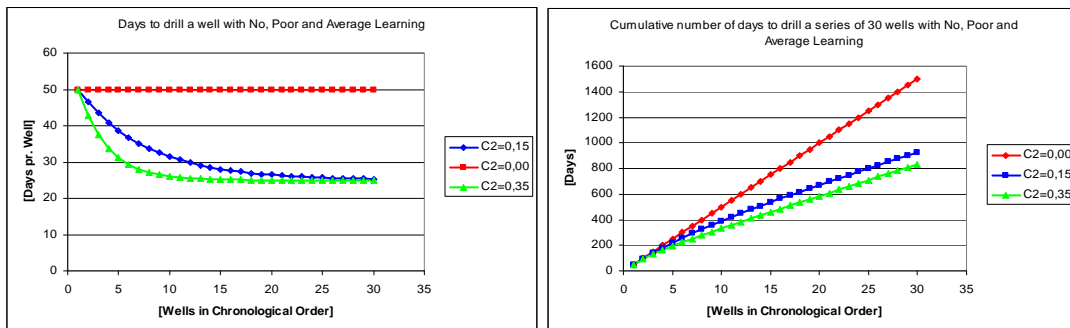 Days to drill a well with No, Poor and Average Learning
60
50
40
30
20
10
0
0 5 10 15 20 25 30 35
[Wells in Chronological Order]
[Days pr. Well]
C2=0,15
C2=0,00
C2=0,35
Cumulative number of days to drill a series of 30 wells with No, Poor and
Average Learning
1600
1400
1200
1000
800
600
400
200
0
0 5 10 15 20 25 30 35
[Wells in Chronological Order]
[Days]
C2=0,00
C2=0,15
C2=0,35